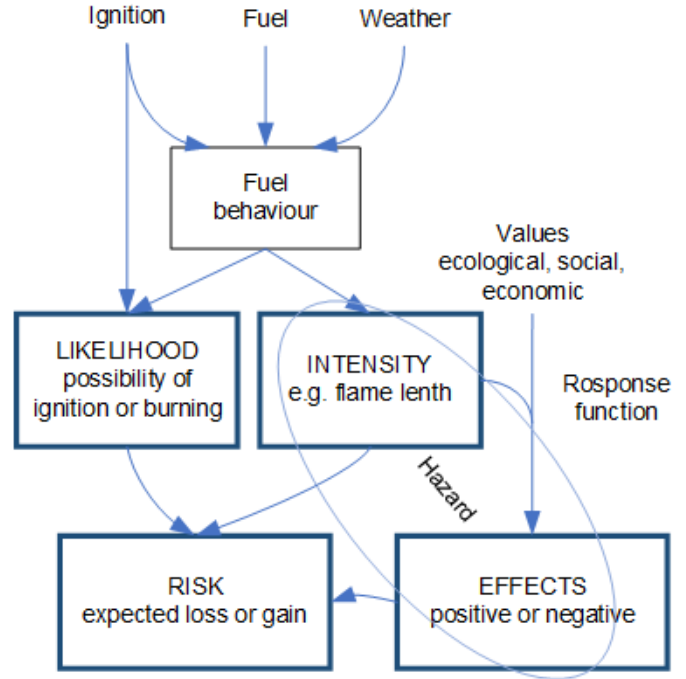 Ignition
Fuel
Weather
Fuel
behaviour
Values
ecological, social,
economic
LIKELIHOOD
possibility of
ignition or burning
INTENSITY
e.g. flame lenth
Rosponse
function
Hazard
RISK
expected loss or gain
EFFECTS
positive or negative